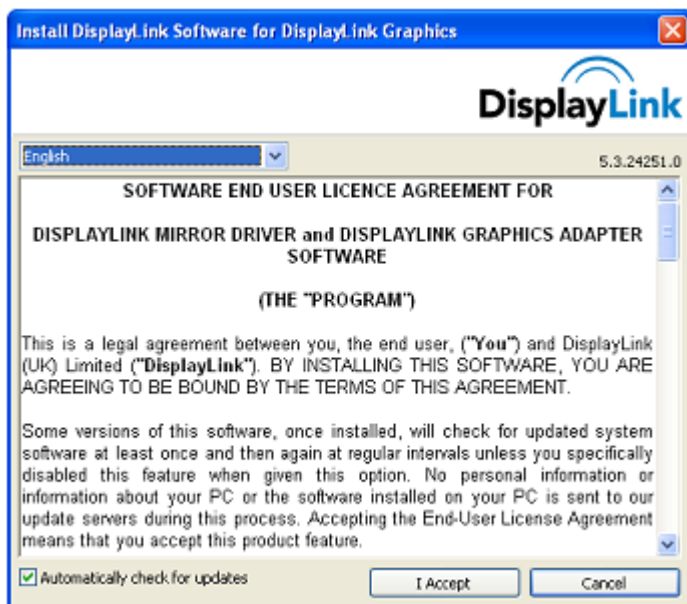 Install DisplayLink Software for DisplayLink Graphics
DisplayLink
English
5.3.24251.0
SOFTWARE END USER LICENCE AGREEMENT FOR
DISPLAYLINK MIRROR DRIVER and DISPLAYLINK GRAPHICS ADAPTER
SOFTWARE
(THE "PROGRAM")
This is a legal agreement between you, the end user, ("You") and DisplayLink
(UK) Limited ("DisplayLink"). BY INSTALLING THIS SOFTWARE, YOU ARE
AGREEING TO BE BOUND BY THE TERMS OF THIS AGREEMENT.
Some versions of this software, once installed, will check for updated system
software at least once and then again at regular intervals unless you specifically
disabled this feature when given this option. No personal information or
information about your PC or the software installed on your PC is sent to our
update servers during this process. Accepting the End-User License Agreement
means that you accept this product feature.
Automatically check for updates
I Accept
Cancel